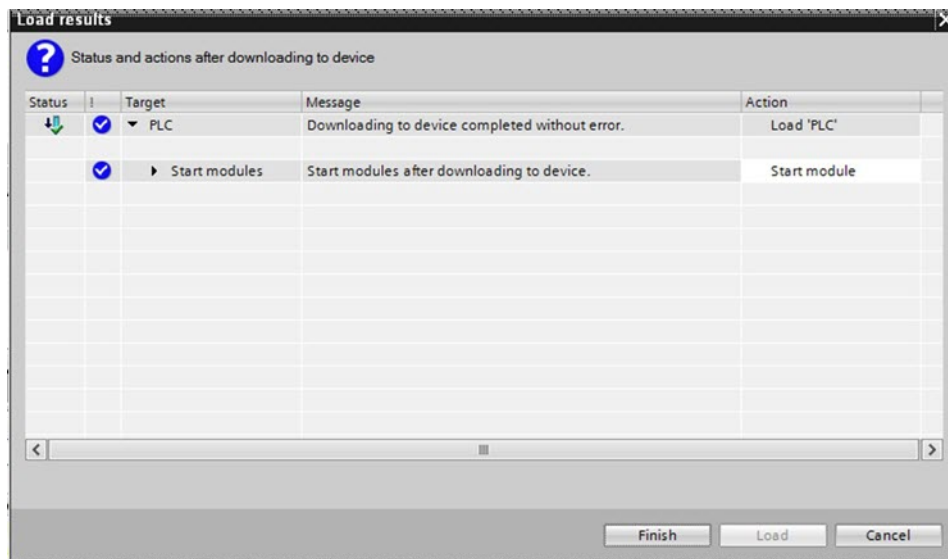 Load results
Status and actions after downloading to device
Status ! Target Message Action
PLC Downloading to device completed without error. Load 'PLC'
Start modules Start modules after downloading to device. Start module
Finish Load Cancel